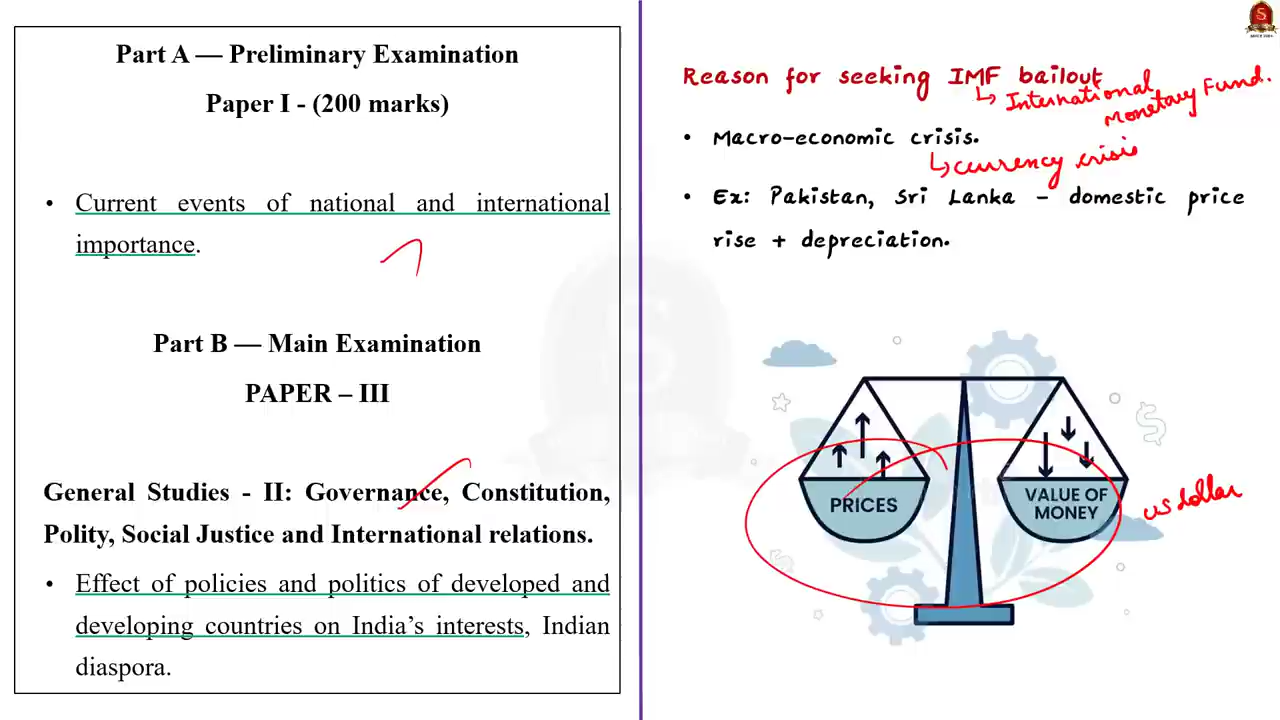 Part A — Preliminary Examination
Paper I - (200 marks)
• Current events of national and international
importance.
Part B — Main Examination
PAPER – III
General Studies - II: Governance, Constitution,
Polity, Social Justice and International relations.
• Effect of policies and politics of developed and
developing countries on India’s interests, Indian
diaspora.
Reason for seeking IMF bailout
↳ International
Monetary Fund.
• Macro-economic crisis.
↳ currency crisis
• Ex: Pakistan, Sri Lanka – domestic price
rise + depreciation.
PRICES
VALUE OF
MONEY
US dollar